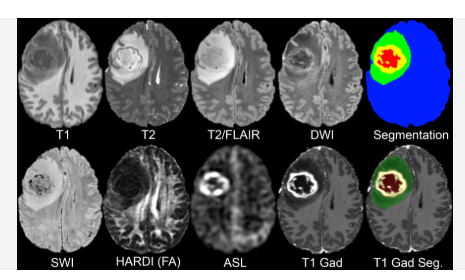 T1 T2 T2/FLAIR DWI Segmentation
SWI HARDI (FA) ASL T1 Gad T1 Gad Seg.